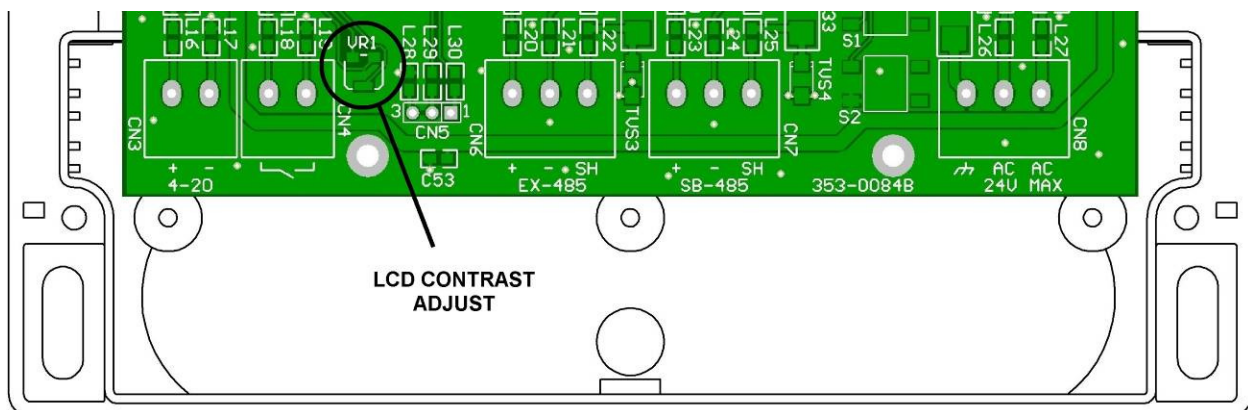 L16 L17 L18 L19 VR1 L28 L29 L30 L20 L21 L22 L23 L24 L25 33 S1 L26 L27
TVS3 TVS4 S2
CN3 CN4 3 1 CN6 CN7 CN8
CN5
+ - C53 + - SH + - SH AC AC
4-20 EX-485 SB-485 353-0084B 24V MAX
LCD CONTRAST
ADJUST